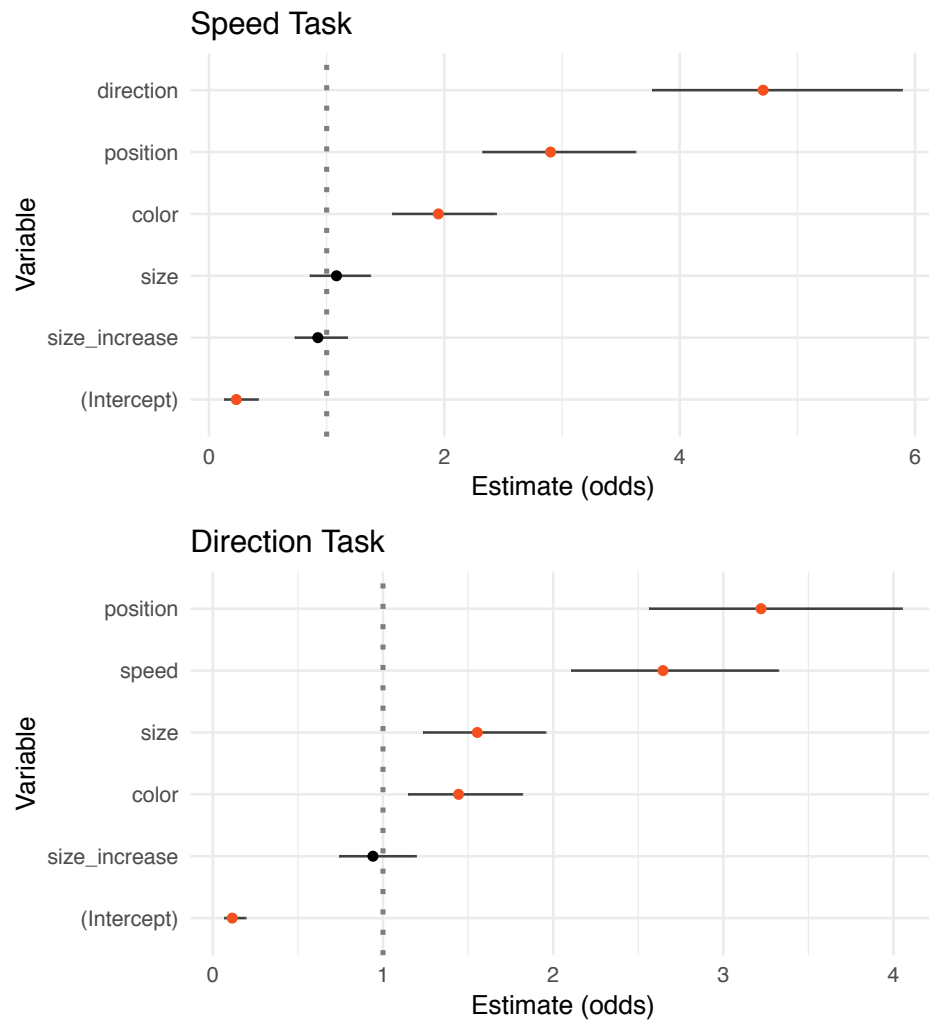 Speed Task
Variable
direction
position
color
size
size_increase
(Intercept)
0 2 4 6
Estimate (odds)
Direction Task
Variable
position
speed
size
color
size_increase
(Intercept)
0 1 2 3 4
Estimate (odds)